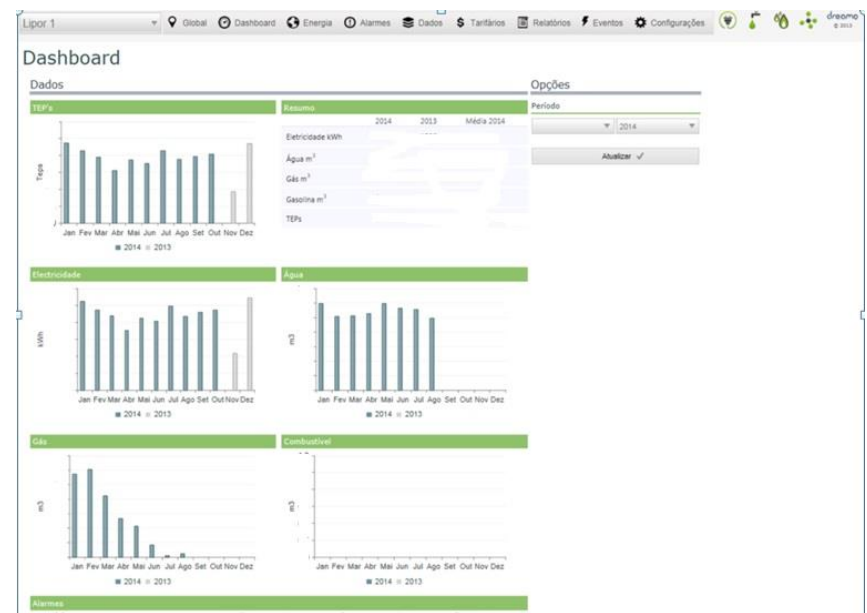 Lipor 1 Global Dashboard Energia Alarmes Dados Tarifários Relatórios Eventos Configurações dreamo
© 2013
Dashboard
Dados
Opções
TEP's
Teps
Jan Fev Mar Abr Mai Jun Jul Ago Set Out Nov Dez
2014 2013
Resumo
2014 2013 Média 2014
Eletricidade kWh
Água m³
Gás m³
Gasolina m³
TEPs
Período
2014
Atualizar ✓
Electricidade
kWh
Jan Fev Mar Abr Mai Jun Jul Ago Set Out Nov Dez
2014 2013
Água
m3
Jan Fev Mar Abr Mai Jun Jul Ago Set Out Nov Dez
2014 2013
Gás
m3
Jan Fev Mar Abr Mai Jun Jul Ago Set Out Nov Dez
2014 2013
Combustível
m3
Jan Fev Mar Abr Mai Jun Jul Ago Set Out Nov Dez
2014 2013
Alarmes